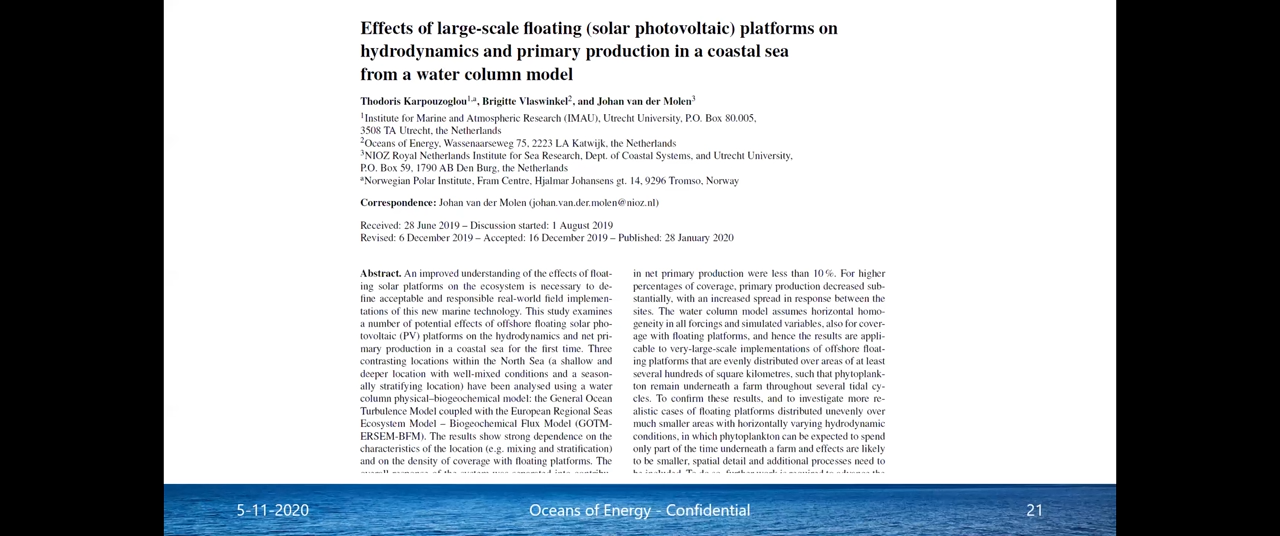 Effects of large-scale floating (solar photovoltaic) platforms on
hydrodynamics and primary production in a coastal sea
from a water column model
Thodoris Karpouzoglou1,a, Brigitte Vlaswinkel2, and Johan van der Molen3
1Institute for Marine and Atmospheric Research (IMAU), Utrecht University, P.O. Box 80.005,
3508 TA Utrecht, the Netherlands
2Oceans of Energy, Wassenaarseweg 75, 2223 LA Katwijk, the Netherlands
3NIOZ Royal Netherlands Institute for Sea Research, Dept. of Coastal Systems, and Utrecht University,
P.O. Box 59, 1790 AB Den Burg, the Netherlands
aNorwegian Polar Institute, Fram Centre, Hjalmar Johansens gt. 14, 9296 Tromso, Norway
Correspondence: Johan van der Molen (johan.van.der.molen@nioz.nl)
Received: 28 June 2019 – Discussion started: 1 August 2019
Revised: 6 December 2019 – Accepted: 16 December 2019 – Published: 28 January 2020
Abstract. An improved understanding of the effects of float-
ing solar platforms on the ecosystem is necessary to de-
fine acceptable and responsible real-world field implemen-
tations of this new marine technology. This study examines
a number of potential effects of offshore floating solar pho-
tovoltaic (PV) platforms on the hydrodynamics and net pri-
mary production in a coastal sea for the first time. Three
contrasting locations within the North Sea (a shallow and
deeper location with well-mixed conditions and a season-
ally stratifying location) have been analysed using a water
column physical–biogeochemical model: the General Ocean
Turbulence Model coupled with the European Regional Seas
Ecosystem Model – Biogeochemical Flux Model (GOTM-
ERSEM-BFM). The results show strong dependence on the
characteristics of the location (e.g. mixing and stratification)
and on the density of coverage with floating platforms. The
in net primary production were less than 10 %. For higher
percentages of coverage, primary production decreased sub-
stantially, with an increased spread in response between the
sites. The water column model assumes horizontal homo-
geneity in all forcings and simulated variables, also for cover-
age with floating platforms, and hence the results are appli-
cable to very-large-scale implementations of offshore float-
ing platforms that are evenly distributed over areas of at least
several hundreds of square kilometres, such that phytoplank-
ton remain underneath a farm throughout several tidal cy-
cles. To confirm these results, and to investigate more re-
alistic cases of floating platforms distributed unevenly over
much smaller areas with horizontally varying hydrodynamic
conditions, in which phytoplankton can be expected to spend
only part of the time underneath a farm and effects are likely
to be smaller, spatial detail and additional processes need to
5-11-2020
Oceans of Energy - Confidential
21